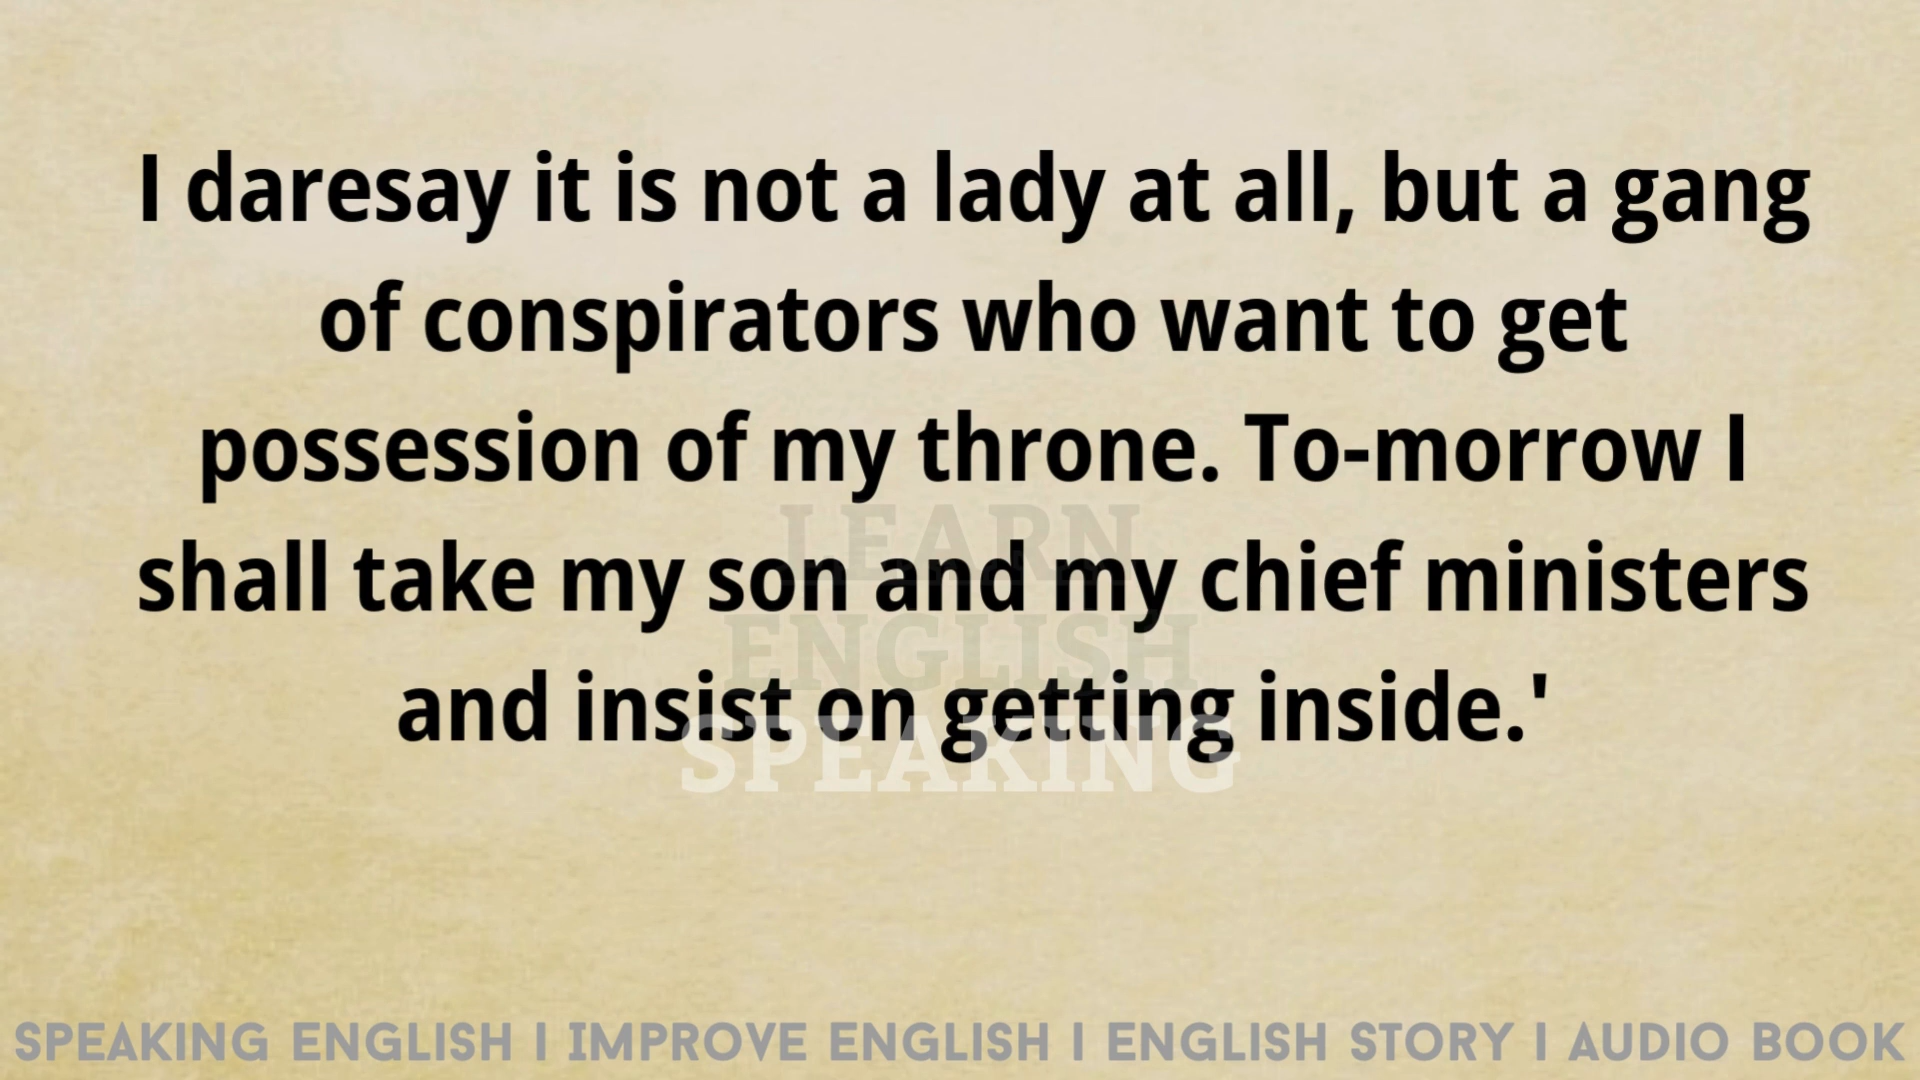 I daresay it is not a lady at all, but a gang
of conspirators who want to get
possession of my throne. To-morrow I
shall take my son and my chief ministers
and insist on getting inside.'
LEARN
ENGLISH
SPEAKING
SPEAKING ENGLISH I IMPROVE ENGLISH I ENGLISH STORY I AUDIO BOOK